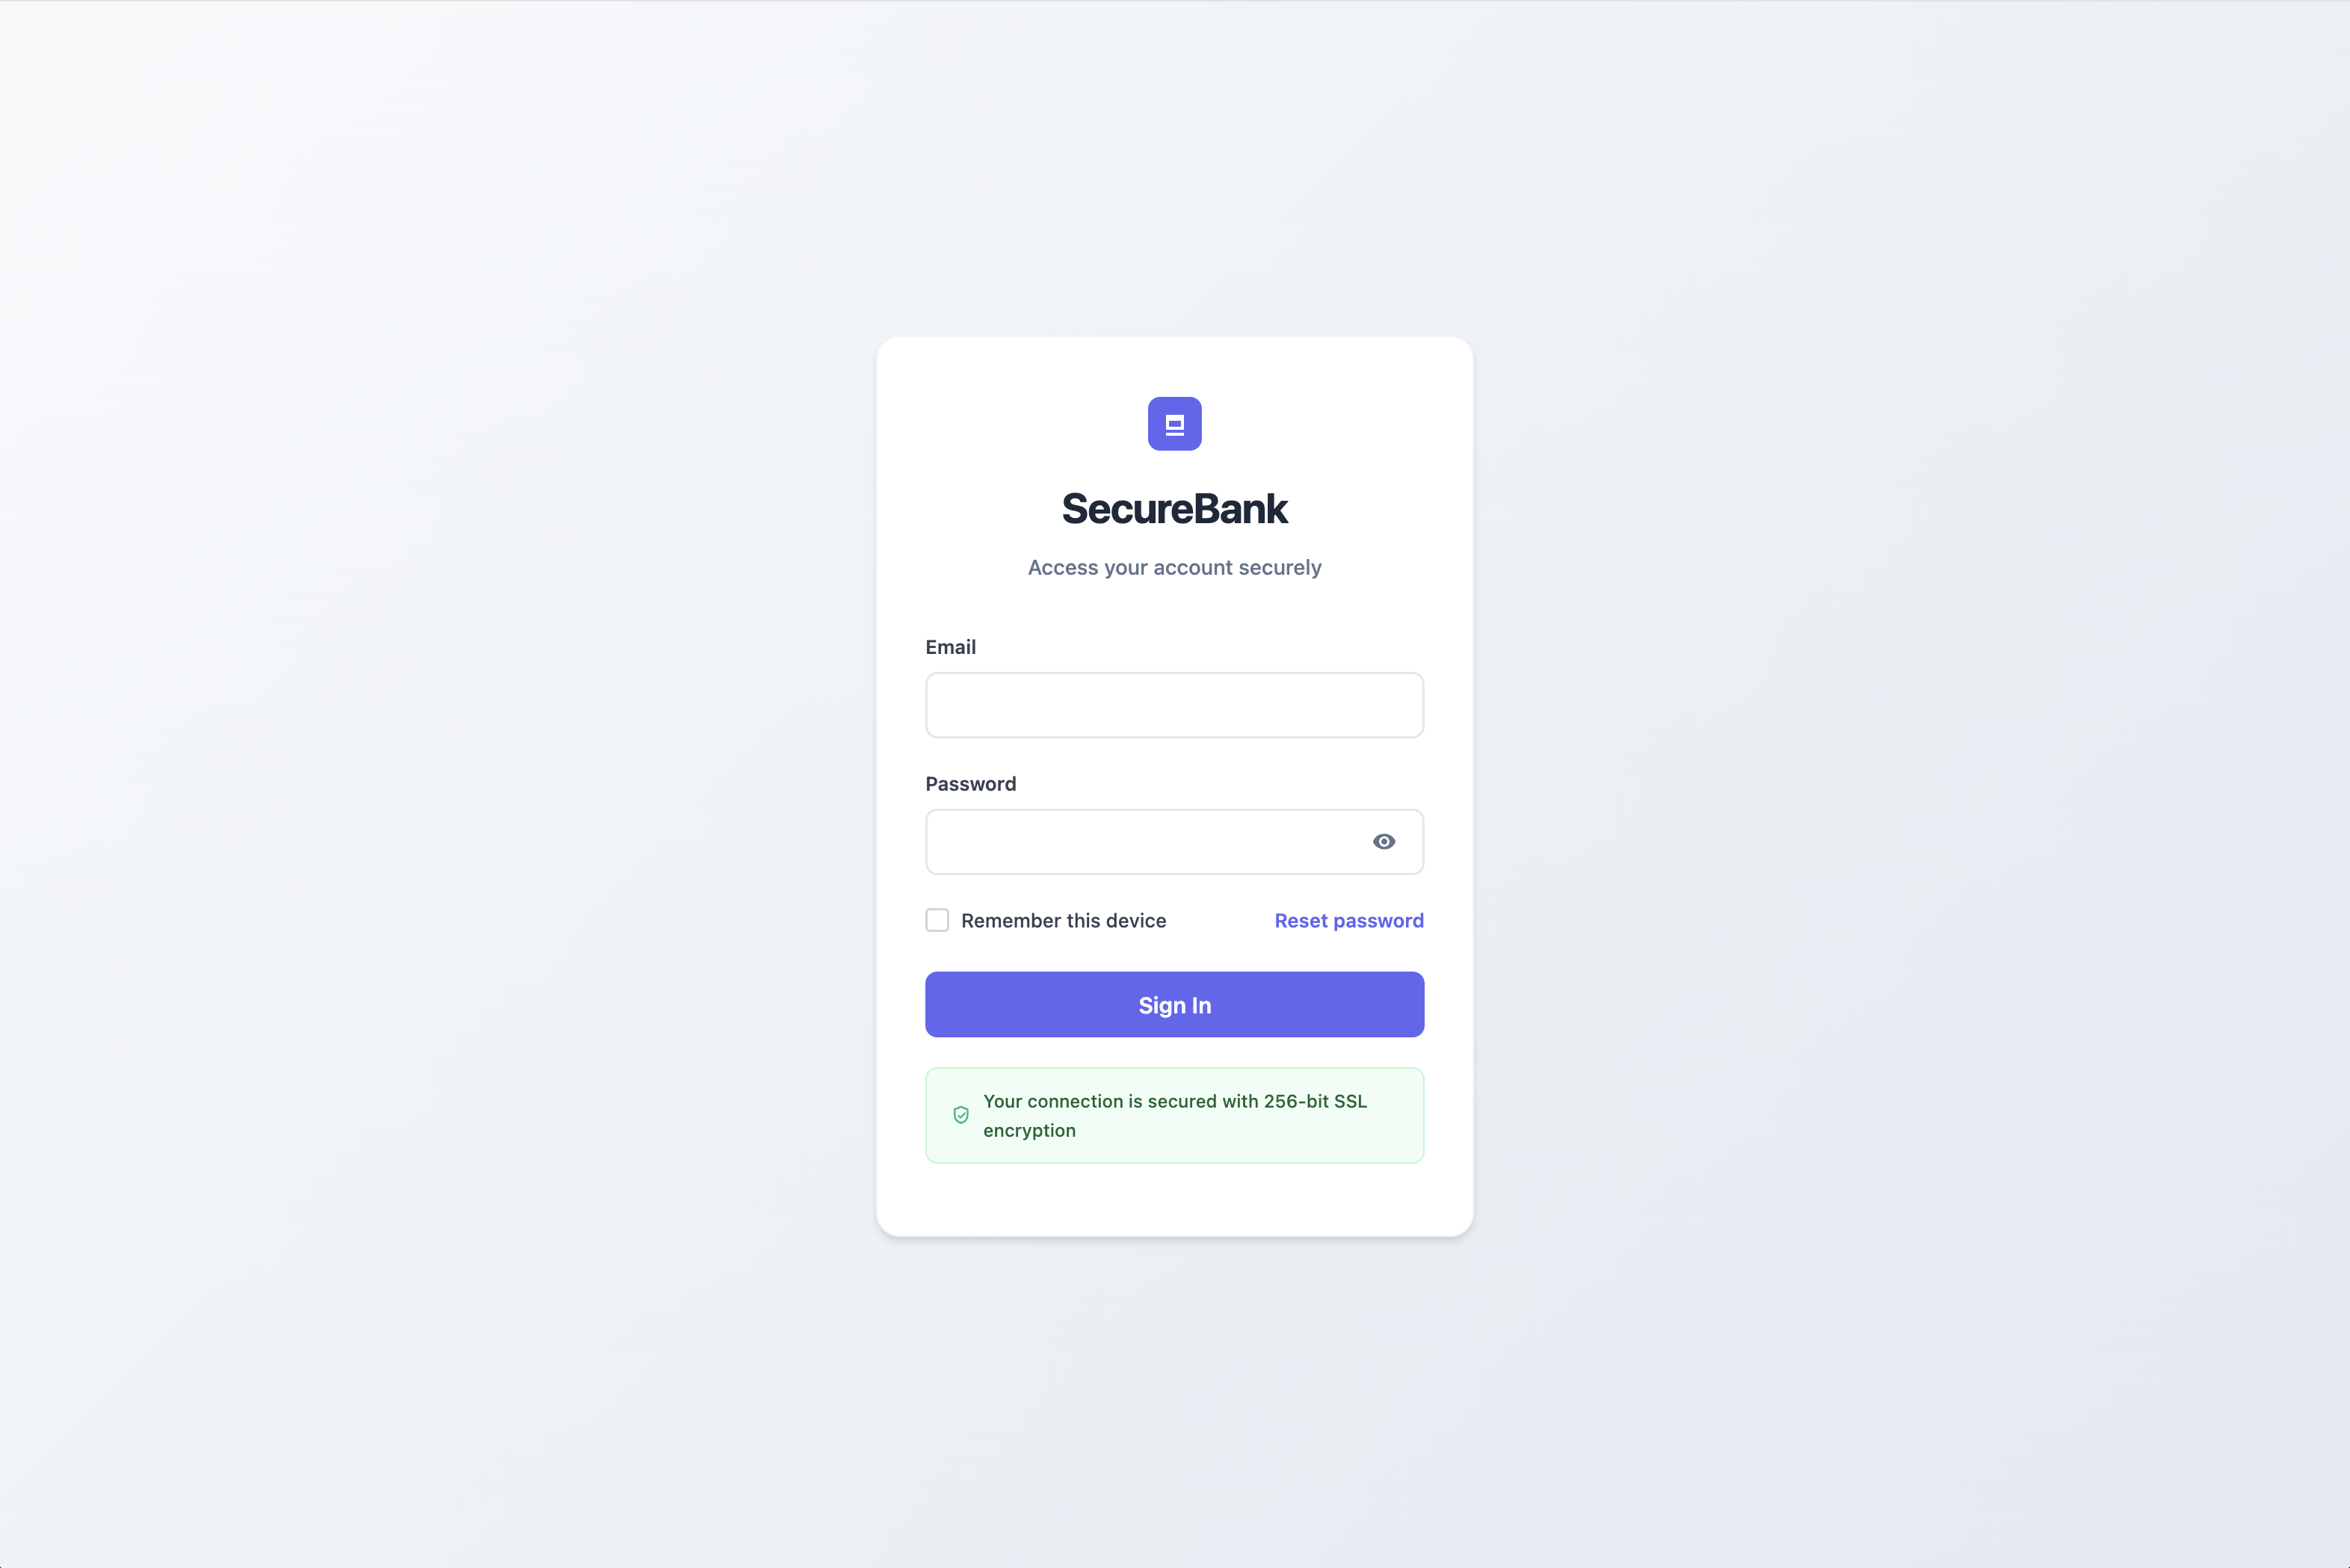 SecureBank
Access your account securely
Email
Password
Remember this device
Reset password
Sign In
Your connection is secured with 256-bit SSL
encryption